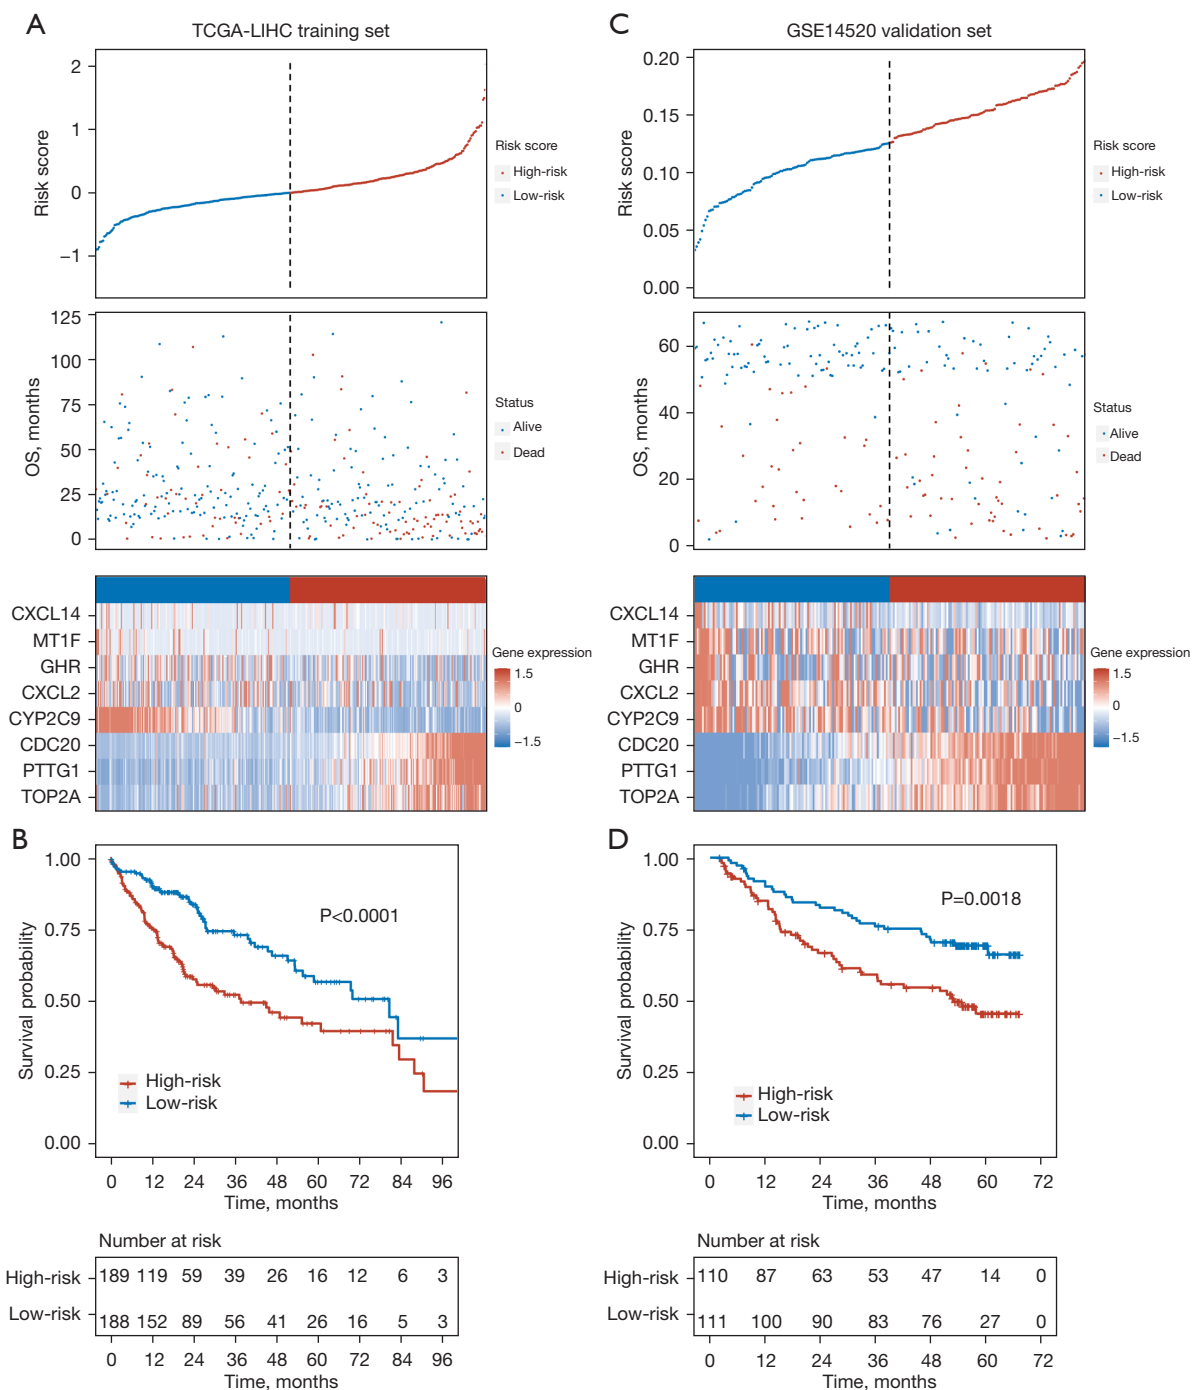 A
TCGA-LIHC training set
2
1
0
−1
Risk score
Risk score
High-risk
Low-risk
125
100
75
50
25
0
OS, months
Status
Alive
Dead
CXCL14
MT1F
GHR
CXCL2
CYP2C9
CDC20
PTTG1
TOP2A
Gene expression
1.5
0
−1.5
B
1.00
0.75
0.50
0.25
0.00
Survival probability
P<0.0001
High-risk
Low-risk
0 12 24 36 48 60 72 84 96
Time, months
Number at risk
High-risk 189 119 59 39 26 16 12 6 3
Low-risk 188 152 89 56 41 26 16 5 3
0 12 24 36 48 60 72 84 96
Time, months
C
GSE14520 validation set
0.20
0.15
0.10
0.05
0.00
Risk score
Risk score
High-risk
Low-risk
60
40
20
0
OS, months
Status
Alive
Dead
CXCL14
MT1F
GHR
CXCL2
CYP2C9
CDC20
PTTG1
TOP2A
Gene expression
1.5
0
−1.5
D
1.00
0.75
0.50
0.25
0.00
Survival probability
P=0.0018
High-risk
Low-risk
0 12 24 36 48 60 72
Time, months
Number at risk
High-risk 110 87 63 53 47 14 0
Low-risk 111 100 90 83 76 27 0
0 12 24 36 48 60 72
Time, months